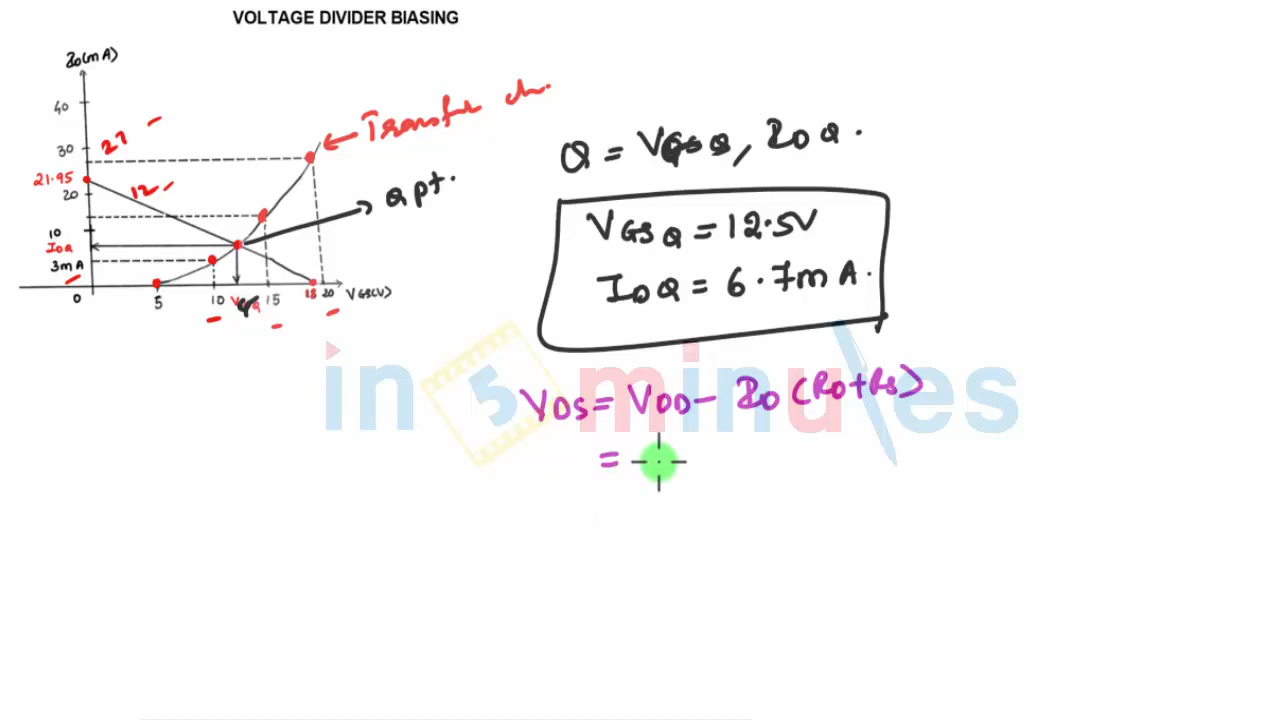 VOLTAGE DIVIDER BIASING
ID(mA)
40
30
27
21.95
20
12
10
IDQ
3mA
0
5
10
15
18
20
VGS(V)
Transfer ch.
Q pt.
Q = VGSQ, IDQ.
VGSQ = 12.5V
IDQ = 6.7mA.
VDS = VDD - ID (RD+RS)
=
in 5 minutes